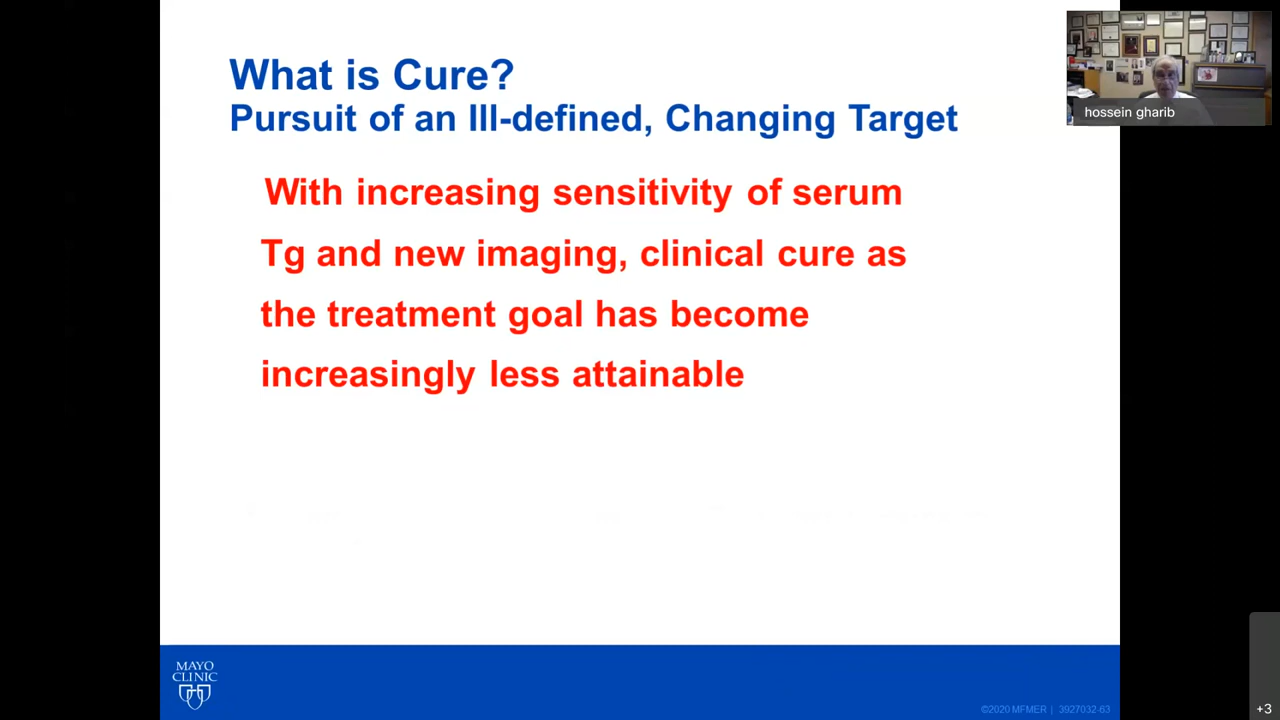 What is Cure?
Pursuit of an Ill-defined, Changing Target
With increasing sensitivity of serum
Tg and new imaging, clinical cure as
the treatment goal has become
increasingly less attainable
hossein gharib
MAYO
CLINIC
©2020 MFMER | 3927032-63
+3